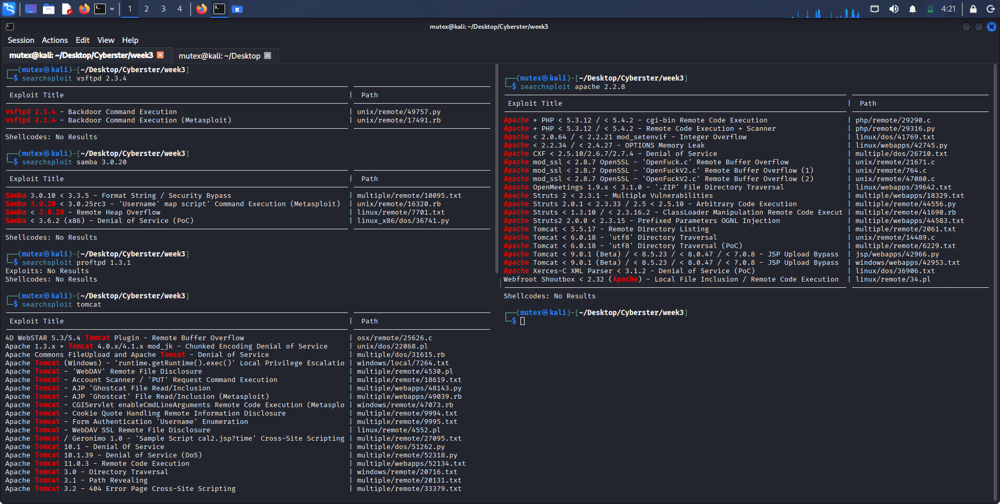 1 2 3 4
4:21
mutex@kali: ~/Desktop/Cyberster/week3
Session Actions Edit View Help
mutex@kali: ~/Desktop/Cyberster/week3
mutex@kali: ~/Desktop
(mutex㉿kali)-[~/Desktop/Cyberster/week3]
$ searchsploit vsftpd 2.3.4
Exploit Title | Path
vsftpd 2.3.4 - Backdoor Command Execution | unix/remote/49757.py
vsftpd 2.3.4 - Backdoor Command Execution (Metasploit) | unix/remote/17491.rb
Shellcodes: No Results
(mutex㉿kali)-[~/Desktop/Cyberster/week3]
$ searchsploit samba 3.0.20
Exploit Title | Path
Samba 3.0.10 < 3.3.5 - Format String / Security Bypass | multiple/remote/10095.txt
Samba 3.0.20 < 3.0.25rc3 - 'Username' map script' Command Execution (Metasploit) | unix/remote/16320.rb
Samba < 3.0.20 - Remote Heap Overflow | linux/remote/7701.txt
Samba < 3.6.2 (x86) - Denial of Service (PoC) | linux_x86/dos/36741.py
Shellcodes: No Results
(mutex㉿kali)-[~/Desktop/Cyberster/week3]
$ searchsploit proftpd 1.3.1
Exploits: No Results
Shellcodes: No Results
(mutex㉿kali)-[~/Desktop/Cyberster/week3]
$ searchsploit tomcat
Exploit Title | Path
4D WebSTAR 5.3/5.4 Tomcat Plugin - Remote Buffer Overflow | osx/remote/25626.c
Apache 1.3.x + Tomcat 4.0.x/4.1.x mod_jk - Chunked Encoding Denial of Service | unix/dos/22068.pl
Apache Commons FileUpload and Apache Tomcat - Denial of Service | multiple/dos/31615.rb
Apache Tomcat (Windows) - 'runtime.getRuntime().exec()' Local Privilege Escalatio | windows/local/7264.txt
Apache Tomcat - 'WebDAV' Remote File Disclosure | multiple/remote/4530.pl
Apache Tomcat - Account Scanner / 'PUT' Request Command Execution | multiple/remote/18619.txt
Apache Tomcat - AJP 'Ghostcat File Read/Inclusion | multiple/webapps/48143.py
Apache Tomcat - AJP 'Ghostcat' File Read/Inclusion (Metasploit) | multiple/webapps/49039.rb
Apache Tomcat - CGIServlet enableCmdLineArguments Remote Code Execution (Metasplo | windows/remote/47073.rb
Apache Tomcat - Cookie Quote Handling Remote Information Disclosure | multiple/remote/9994.txt
Apache Tomcat - Form Authentication 'Username' Enumeration | multiple/remote/9995.txt
Apache Tomcat - WebDAV SSL Remote File Disclosure | linux/remote/4552.pl
Apache Tomcat / Geronimo 1.0 - 'Sample Script cal2.jsp?time' Cross-Site Scripting | multiple/remote/27095.txt
Apache Tomcat 10.1 - Denial Of Service | multiple/dos/51262.py
Apache Tomcat 10.1.39 - Denial of Service (DoS) | multiple/remote/52318.py
Apache Tomcat 11.0.3 - Remote Code Execution | multiple/webapps/52134.txt
Apache Tomcat 3.0 - Directory Traversal | windows/remote/20716.txt
Apache Tomcat 3.1 - Path Revealing | multiple/remote/20131.txt
Apache Tomcat 3.2 - 404 Error Page Cross-Site Scripting | multiple/remote/33379.txt
(mutex㉿kali)-[~/Desktop/Cyberster/week3]
$ searchsploit apache 2.2.8
Exploit Title | Path
Apache + PHP < 5.3.12 / < 5.4.2 - cgi-bin Remote Code Execution | php/remote/29290.c
Apache + PHP < 5.3.12 / < 5.4.2 - Remote Code Execution + Scanner | php/remote/29316.py
Apache < 2.0.64 / < 2.2.21 mod_setenvif - Integer Overflow | linux/dos/41769.txt
Apache < 2.2.34 / < 2.4.27 - OPTIONS Memory Leak | linux/webapps/42745.py
Apache CXF < 2.5.10/2.6.7/2.7.4 - Denial of Service | multiple/dos/26710.txt
Apache mod_ssl < 2.8.7 OpenSSL - 'OpenFuck.c' Remote Buffer Overflow | unix/remote/21671.c
Apache mod_ssl < 2.8.7 OpenSSL - 'OpenFuckV2.c' Remote Buffer Overflow (1) | unix/remote/764.c
Apache mod_ssl < 2.8.7 OpenSSL - 'OpenFuckV2.c' Remote Buffer Overflow (2) | unix/remote/47080.c
Apache OpenMeetings 1.9.x < 3.1.0 - '.ZIP' File Directory Traversal | linux/webapps/39642.txt
Apache Struts 2 < 2.3.1 - Multiple Vulnerabilities | multiple/webapps/18329.txt
Apache Struts 2.0.1 < 2.3.33 / 2.5 < 2.5.10 - Arbitrary Code Execution | multiple/remote/44556.py
Apache Struts < 1.3.10 / < 2.3.16.2 - ClassLoader Manipulation Remote Code Execut | multiple/remote/41690.rb
Apache Struts2 2.0.0 < 2.3.15 - Prefixed Parameters OGNL Injection | multiple/webapps/44583.txt
Apache Tomcat < 5.5.17 - Remote Directory Listing | multiple/remote/2061.txt
Apache Tomcat < 6.0.18 - 'utf8' Directory Traversal | unix/remote/14489.c
Apache Tomcat < 6.0.18 - 'utf8' Directory Traversal (PoC) | multiple/remote/6229.txt
Apache Tomcat < 9.0.1 (Beta) / < 8.5.23 / < 8.0.47 / < 7.0.8 - JSP Upload Bypass | jsp/webapps/42966.py
Apache Tomcat < 9.0.1 (Beta) / < 8.5.23 / < 8.0.47 / < 7.0.8 - JSP Upload Bypass | windows/webapps/42953.txt
Apache Xerces-C XML Parser < 3.1.2 - Denial of Service (PoC) | linux/dos/36906.txt
Webfroot Shoutbox < 2.32 (Apache) - Local File Inclusion / Remote Code Execution | linux/remote/34.pl
Shellcodes: No Results
(mutex㉿kali)-[~/Desktop/Cyberster/week3]
$